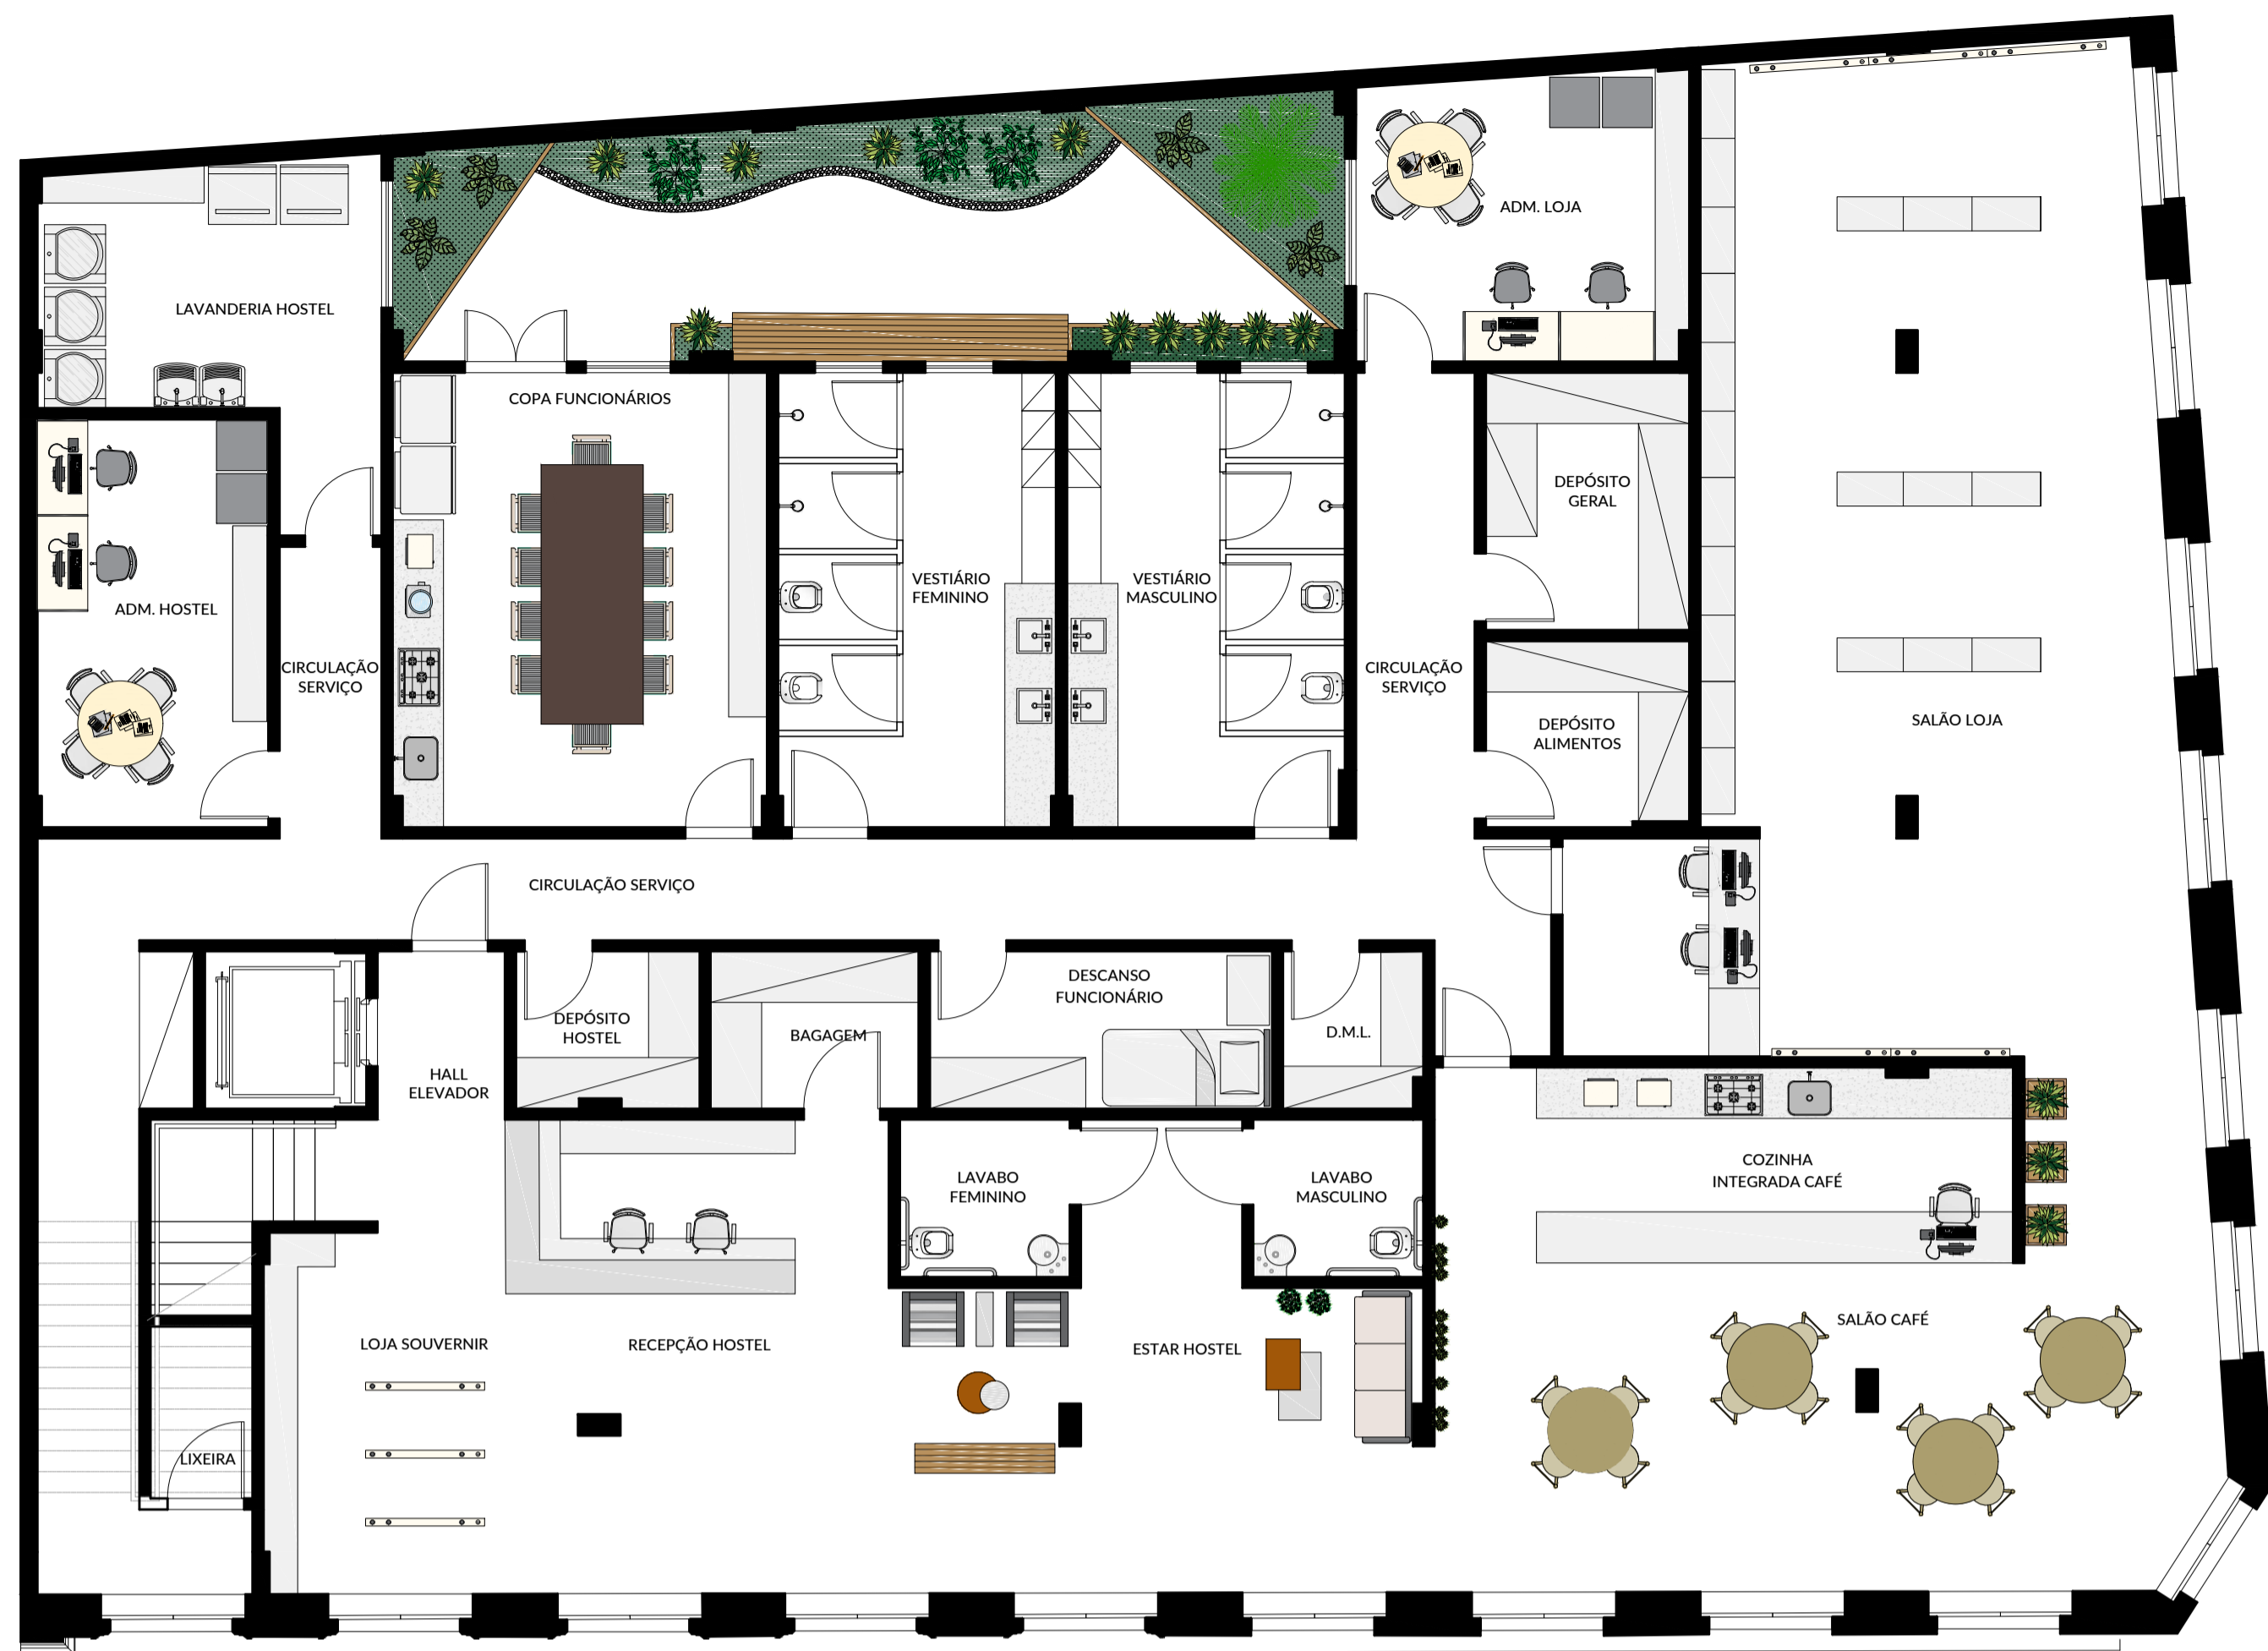 ADM. LOJA
LAVANDERIA HOSTEL
COPA FUNCIONÁRIOS
DEPÓSITO
GERAL
VESTIÁRIO
FEMININO
VESTIÁRIO
MASCULINO
ADM. HOSTEL
CIRCULAÇÃO
SERVIÇO
CIRCULAÇÃO
SERVIÇO
DEPÓSITO
ALIMENTOS
SALÃO LOJA
CIRCULAÇÃO SERVIÇO
DESCANSO
FUNCIONÁRIO
DEPÓSITO
HOSTEL
BAGAGEM
D.M.L.
HALL
ELEVADOR
LAVABO
FEMININO
LAVABO
MASCULINO
COZINHA
INTEGRADA CAFÉ
SALÃO CAFÉ
LOJA SOUVERNIR
RECEPÇÃO HOSTEL
ESTAR HOSTEL
LIXEIRA